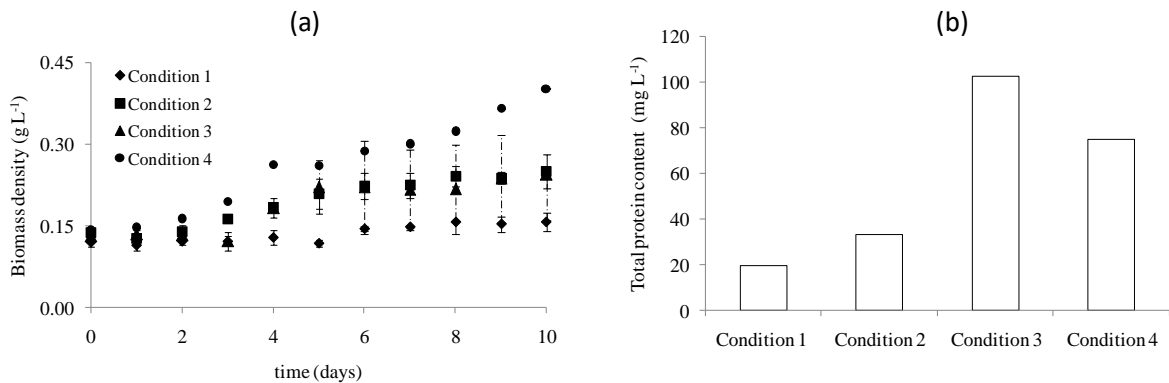 (a)
Biomass density (g L⁻¹)
0.45
0.30
0.15
0.00
Condition 1
Condition 2
Condition 3
Condition 4
0 2 4 6 8 10
time (days)
(b)
Total protein content (mg L⁻¹)
120
100
80
60
40
20
0
Condition 1 Condition 2 Condition 3 Condition 4